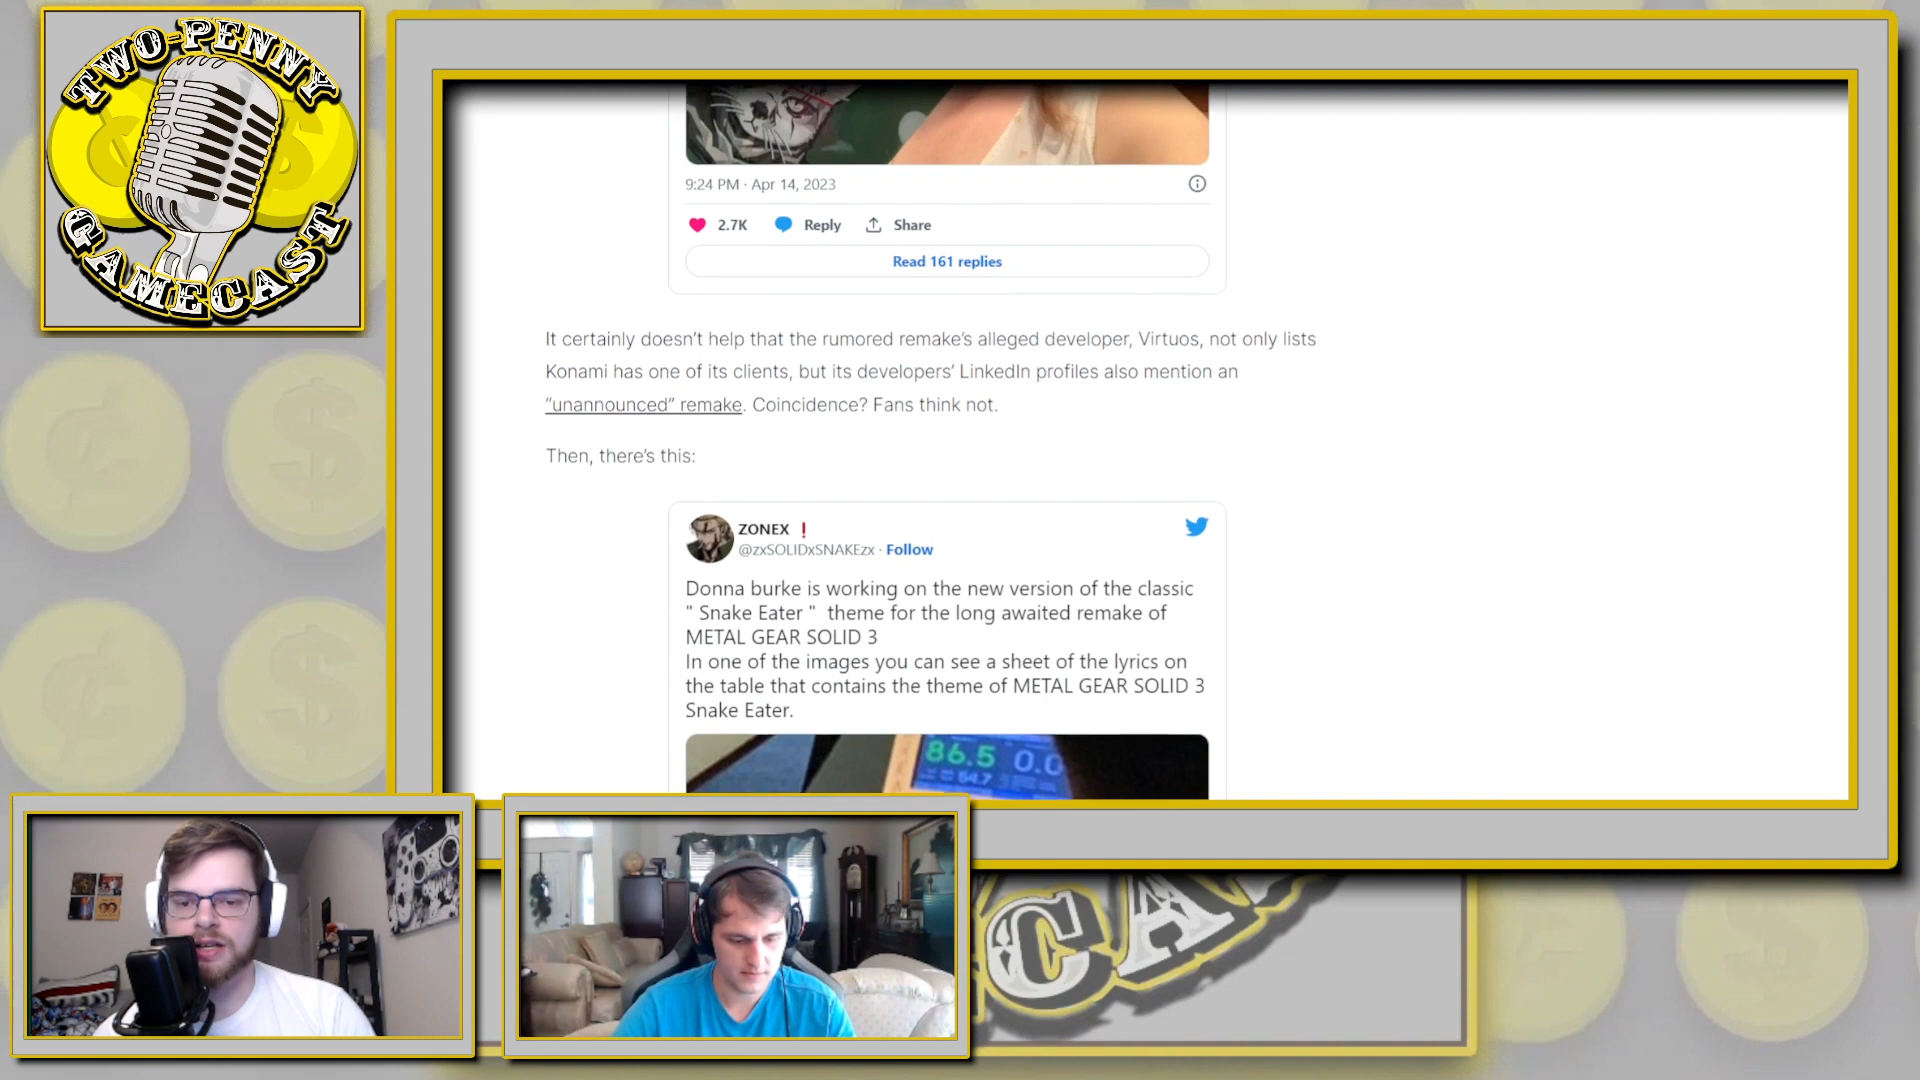 TWO-PENNY
GAMECAST
9:24 PM · Apr 14, 2023
2.7K Reply Share
Read 161 replies
It certainly doesn’t help that the rumored remake’s alleged developer, Virtuos, not only lists
Konami has one of its clients, but its developers’ LinkedIn profiles also mention an
“unannounced” remake. Coincidence? Fans think not.
Then, there’s this:
ZONEX ❗
@zxSOLIDxSNAKEzx · Follow
Donna burke is working on the new version of the classic
" Snake Eater "  theme for the long awaited remake of
METAL GEAR SOLID 3
In one of the images you can see a sheet of the lyrics on
the table that contains the theme of METAL GEAR SOLID 3
Snake Eater.
86.5 0.0
54.7